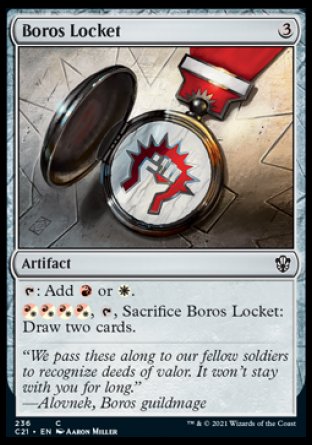 Boros Locket 3
Artifact
: Add or .
, , Sacrifice Boros Locket:
Draw two cards.
“We pass these along to our fellow soldiers
to recognize deeds of valor. It won’t stay
with you for long.”
—Alovnek, Boros guildmage
236 C
C21 • EN Aaron Miller
™ & © 2021 Wizards of the Coast